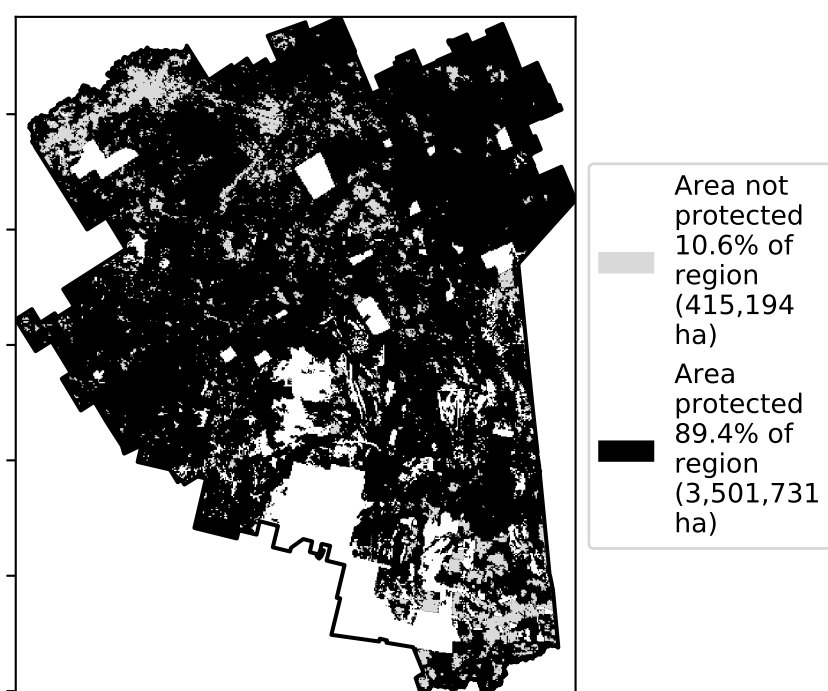 Area not
protected
10.6% of
region
(415,194
ha)
Area
protected
89.4% of
region
(3,501,731
ha)